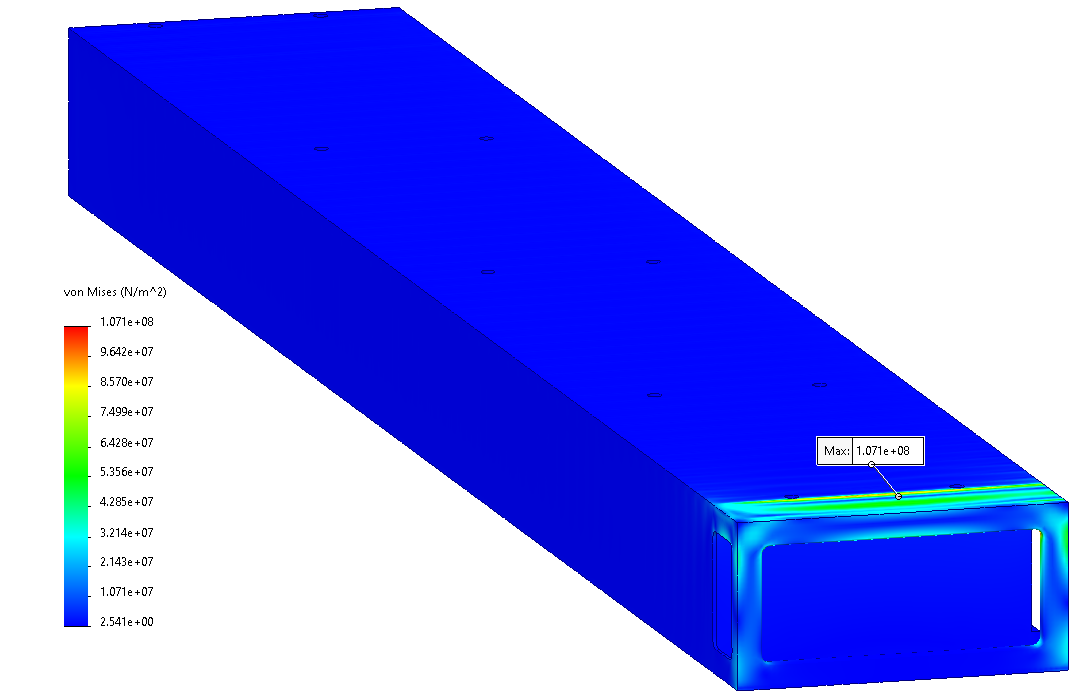 Max: 1.071e+08
von Mises (N/m^2)
1.071e+08
9.642e+07
8.570e+07
7.499e+07
6.428e+07
5.356e+07
4.285e+07
3.214e+07
2.143e+07
1.071e+07
2.541e+00